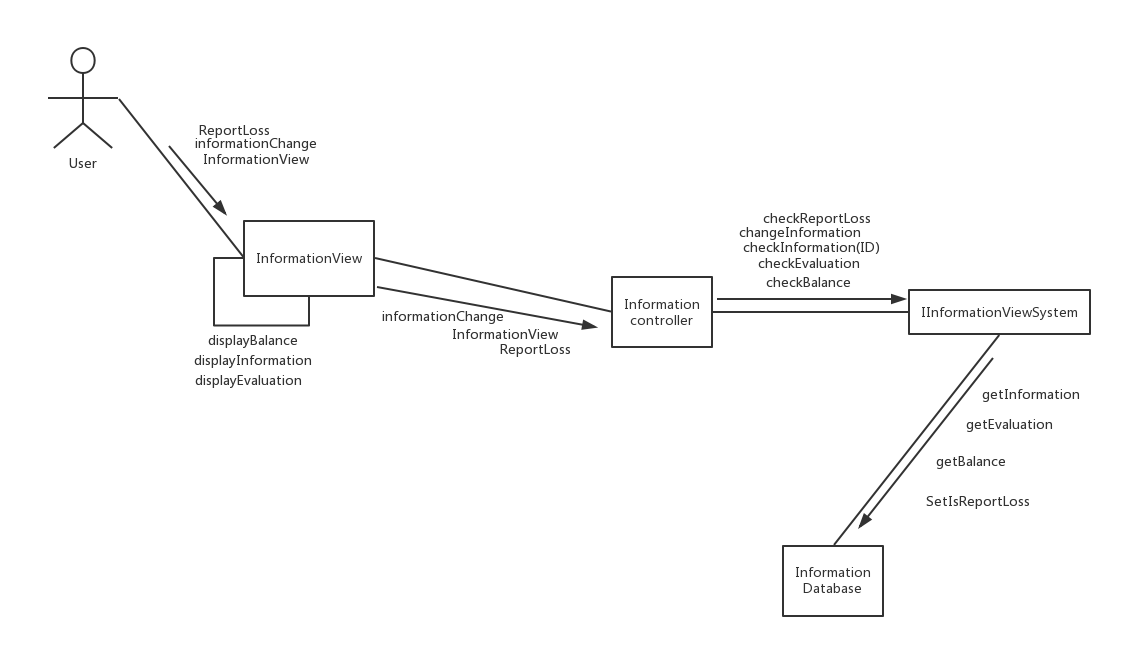 User
ReportLoss
informationChange
InformationView
InformationView
displayBalance
displayInformation
displayEvaluation
informationChange
InformationView
ReportLoss
Information
controller
checkReportLoss
changeInformation
checkInformation(ID)
checkEvaluation
checkBalance
IInformationViewSystem
getInformation
getEvaluation
getBalance
SetIsReportLoss
Information
Database